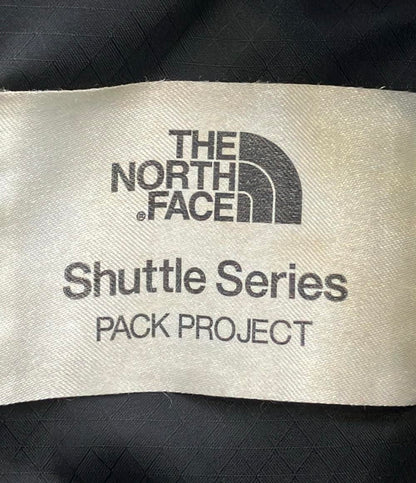 THE
NORTH
FACE®
Shuttle Series
PACK PROJECT